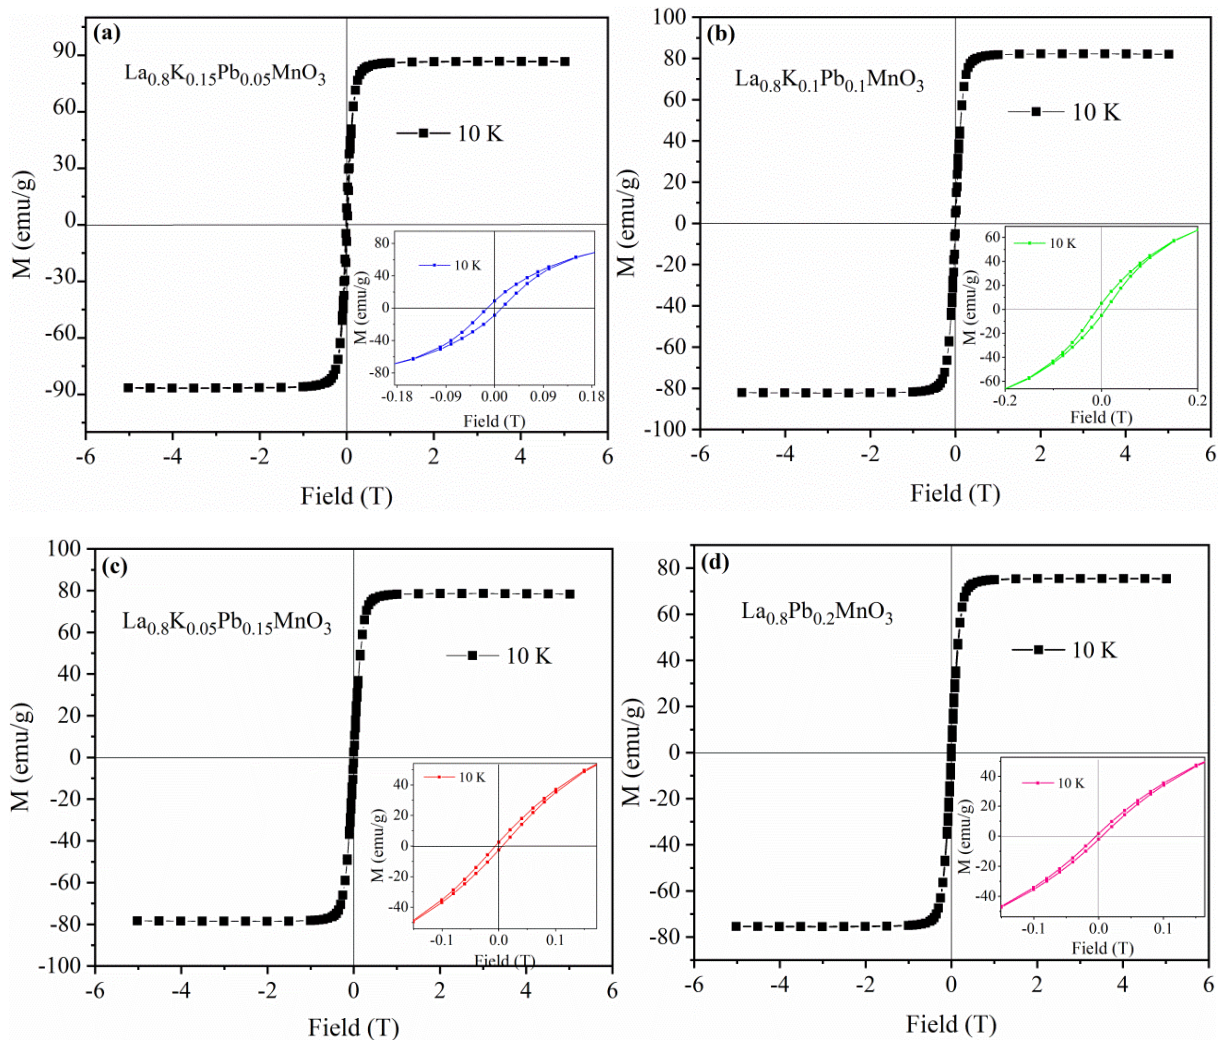 (a)
La0.8K0.15Pb0.05MnO3
10 K
M (emu/g)
90
60
30
0
-30
-60
-90
-6 -4 -2 0 2 4 6
Field (T)
10 K
M (emu/g)
80
40
0
-40
-80
-0.18 -0.09 0.00 0.09 0.18
Field (T)
(b)
La0.8K0.1Pb0.1MnO3
10 K
M (emu/g)
100
80
60
40
20
0
-20
-40
-60
-80
-100
-6 -4 -2 0 2 4 6
Field (T)
10 K
M (emu/g)
60
40
20
0
-20
-40
-60
-0.2 0.0 0.2
Field (T)
(c)
La0.8K0.05Pb0.15MnO3
10 K
M (emu/g)
100
80
60
40
20
0
-20
-40
-60
-80
-100
-6 -4 -2 0 2 4 6
Field (T)
10 K
M (emu/g)
40
0
-40
-0.1 0.0 0.1
Field (T)
(d)
La0.8Pb0.2MnO3
10 K
M (emu/g)
80
60
40
20
0
-20
-40
-60
-80
-6 -4 -2 0 2 4 6
Field (T)
10 K
M (emu/g)
40
0
-40
-0.1 0.0 0.1
Field (T)